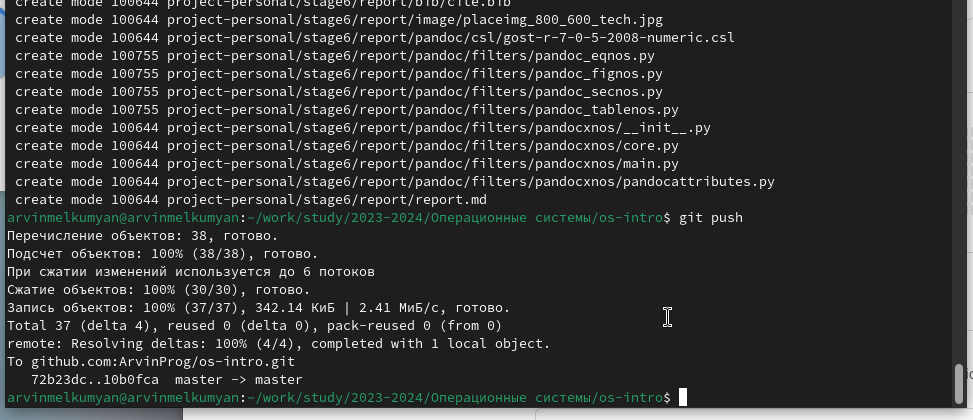 create mode 100644 project-personal/stage6/report/bib/cite.bib
create mode 100644 project-personal/stage6/report/image/placeimg_800_600_tech.jpg
create mode 100644 project-personal/stage6/report/pandoc/csl/gost-r-7-0-5-2008-numeric.csl
create mode 100755 project-personal/stage6/report/pandoc/filters/pandoc_eqnos.py
create mode 100755 project-personal/stage6/report/pandoc/filters/pandoc_fignos.py
create mode 100755 project-personal/stage6/report/pandoc/filters/pandoc_secnos.py
create mode 100755 project-personal/stage6/report/pandoc/filters/pandoc_tablenos.py
create mode 100644 project-personal/stage6/report/pandoc/filters/pandocxnos/__init__.py
create mode 100644 project-personal/stage6/report/pandoc/filters/pandocxnos/core.py
create mode 100644 project-personal/stage6/report/pandoc/filters/pandocxnos/main.py
create mode 100644 project-personal/stage6/report/pandoc/filters/pandocxnos/pandocattributes.py
create mode 100644 project-personal/stage6/report/report.md
arvinmelkumyan@arvinmelkumyan:~/work/study/2023-2024/Операционные системы/os-intro$ git push
Перечисление объектов: 38, готово.
Подсчет объектов: 100% (38/38), готово.
При сжатии изменений используется до 6 потоков
Сжатие объектов: 100% (30/30), готово.
Запись объектов: 100% (37/37), 342.14 КиБ | 2.41 МиБ/с, готово.
Total 37 (delta 4), reused 0 (delta 0), pack-reused 0 (from 0)
remote: Resolving deltas: 100% (4/4), completed with 1 local object.
To github.com:ArvinProg/os-intro.git
72b23dc..10b0fca  master -> master
arvinmelkumyan@arvinmelkumyan:~/work/study/2023-2024/Операционные системы/os-intro$